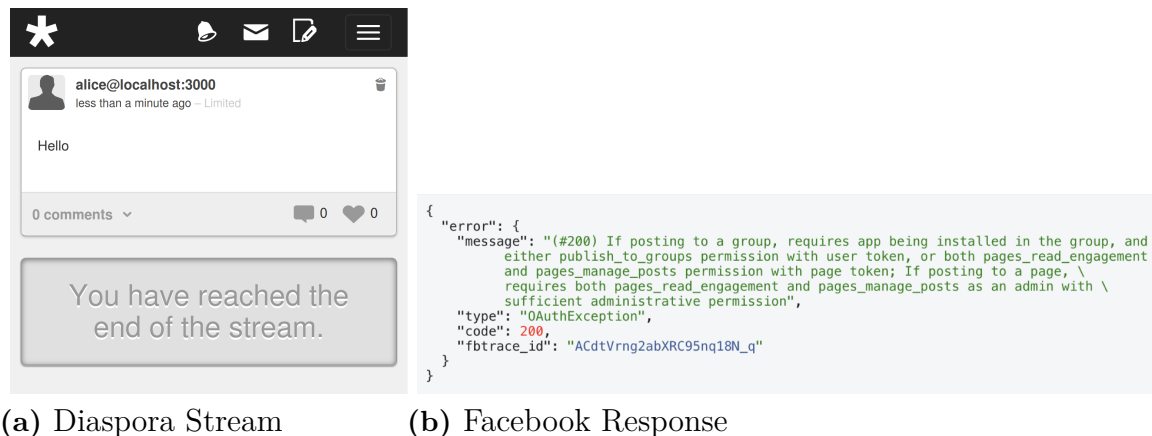 alice@localhost:3000
less than a minute ago – Limited
Hello
0 comments
0
0
You have reached the
end of the stream.
{
"error": {
"message": "(#200) If posting to a group, requires app being installed in the group, and
either publish_to_groups permission with user token, or both pages_read_engagement
and pages_manage_posts permission with page token; If posting to a page, \
requires both pages_read_engagement and pages_manage_posts as an admin with \
sufficient administrative permission",
"type": "OAuthException",
"code": 200,
"fbtrace_id": "ACdtVrng2abXRC95nq18N_q"
}
}
(a) Diaspora Stream
(b) Facebook Response